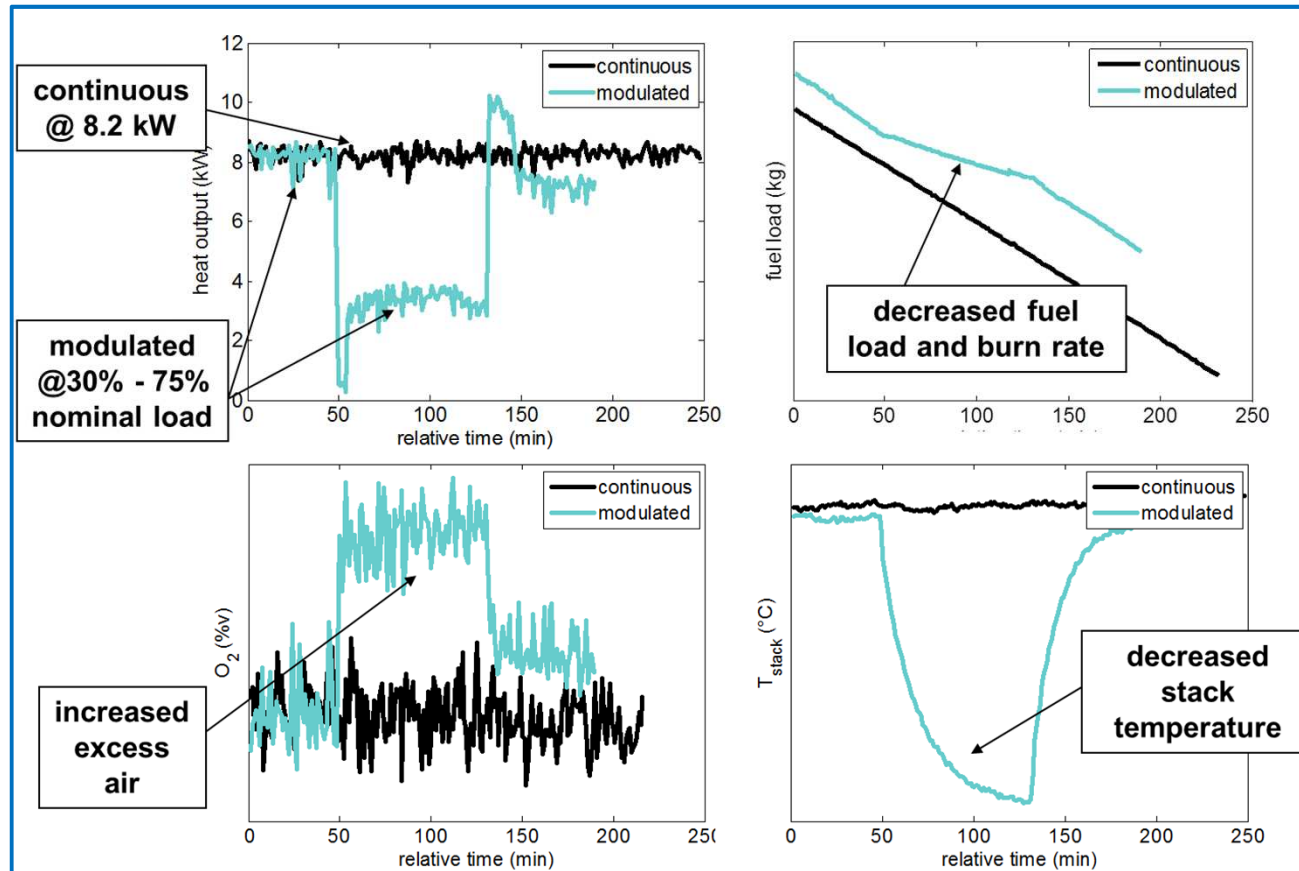 12
10
8
6
4
2
0
heat output (kW)
continuous
modulated
continuous
@ 8.2 kW
modulated
@30% - 75%
nominal load
0 50 100 150 200 250
relative time (min)
fuel load (kg)
continuous
modulated
decreased fuel
load and burn rate
0 50 100 150 200 250
O2 (%v)
continuous
modulated
increased
excess
air
0 50 100 150 200
relative time (min)
Tstack (°C)
continuous
modulated
decreased
stack
temperature
0 50 100 150 200 250
relative time (min)